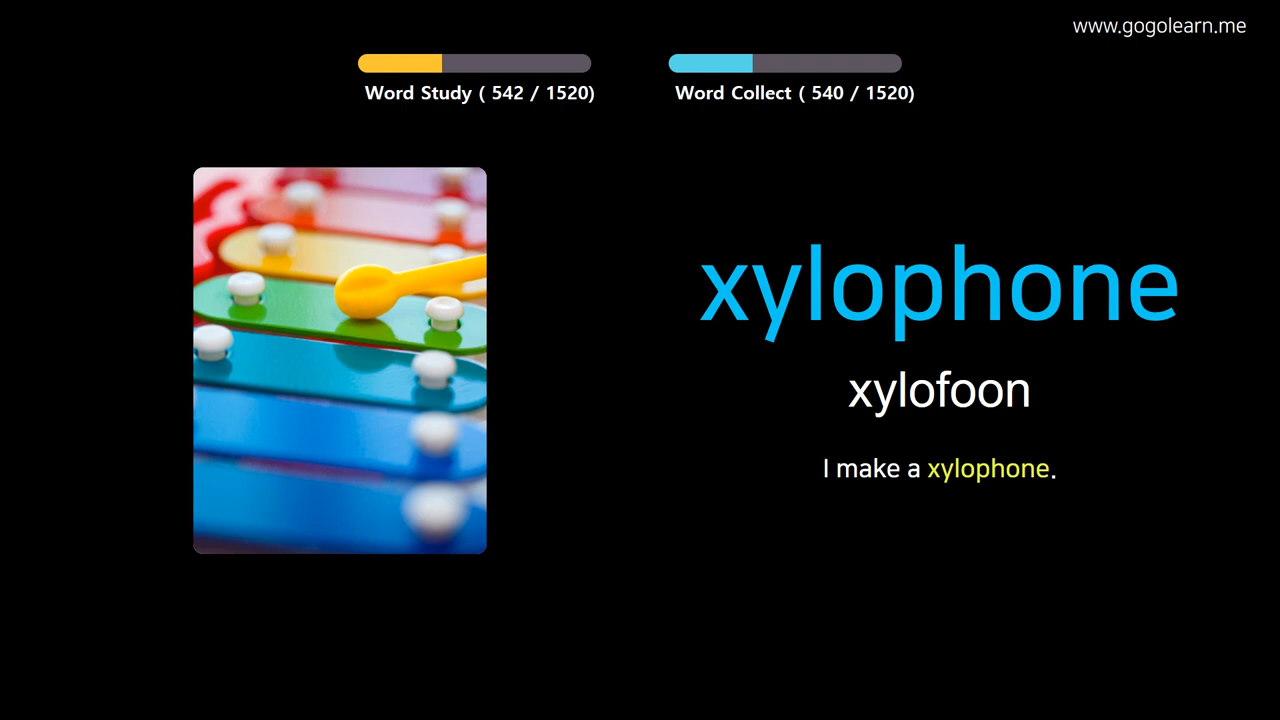 www.gogolearn.me
Word Study ( 542 / 1520)
Word Collect ( 540 / 1520)
xylophone
xylofoon
I make a xylophone.